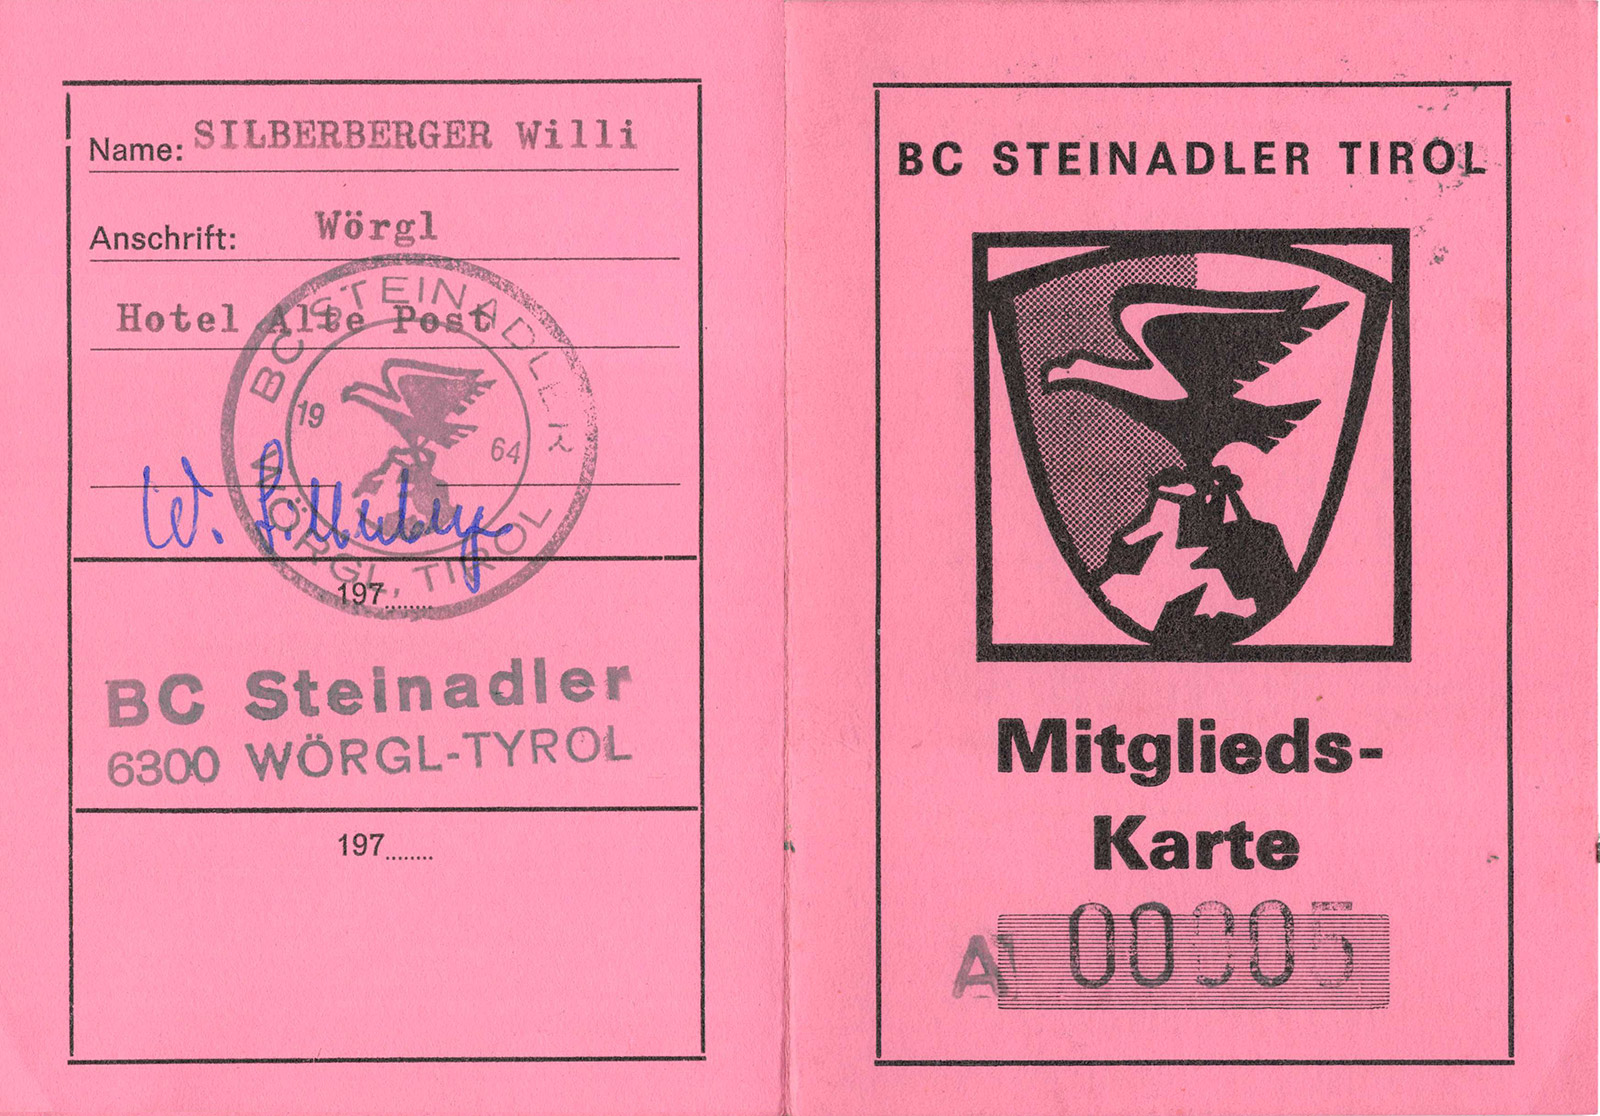 Name: SILBERBERGER Willi
Anschrift: Wörgl
Hotel Alte Post
BC STEINADLER
19 64
WÖRGL, TIROL
W. Silberberger
197........
BC Steinadler
6300 WÖRGL-TYROL
197........
BC STEINADLER TIROL
Mitglieds-
Karte
A 00005